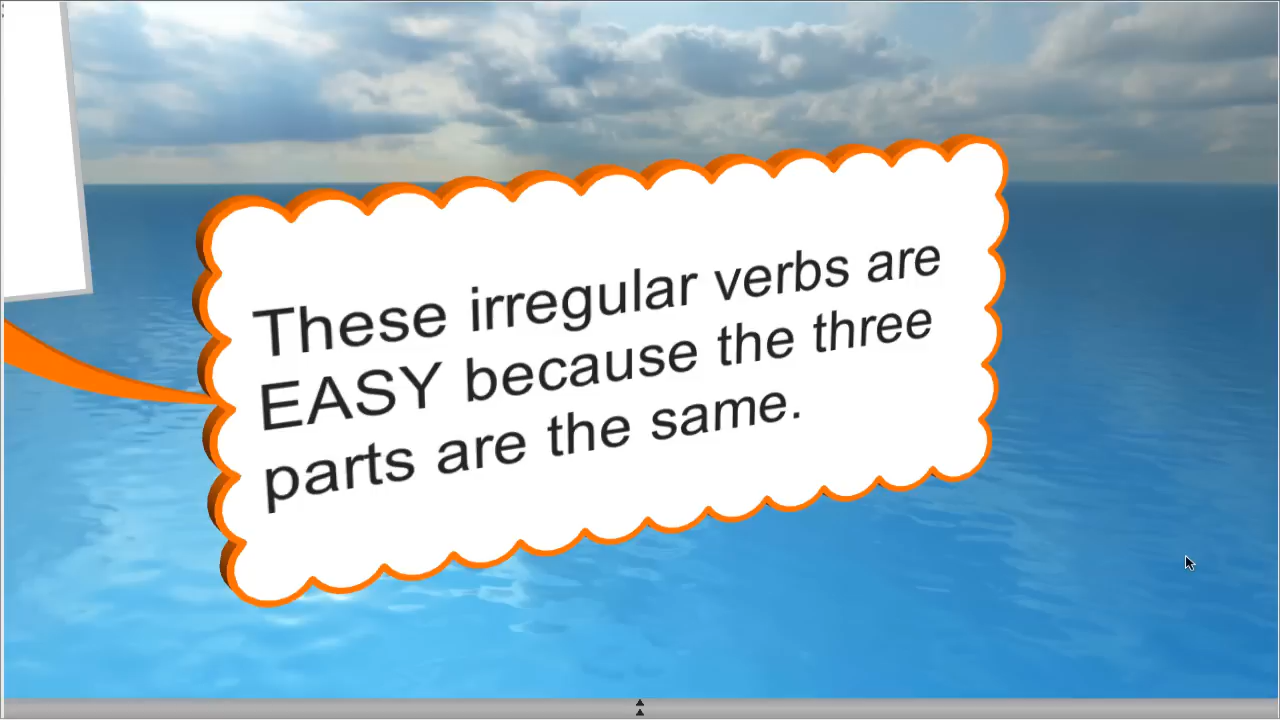 These irregular verbs are
EASY because the three
parts are the same.